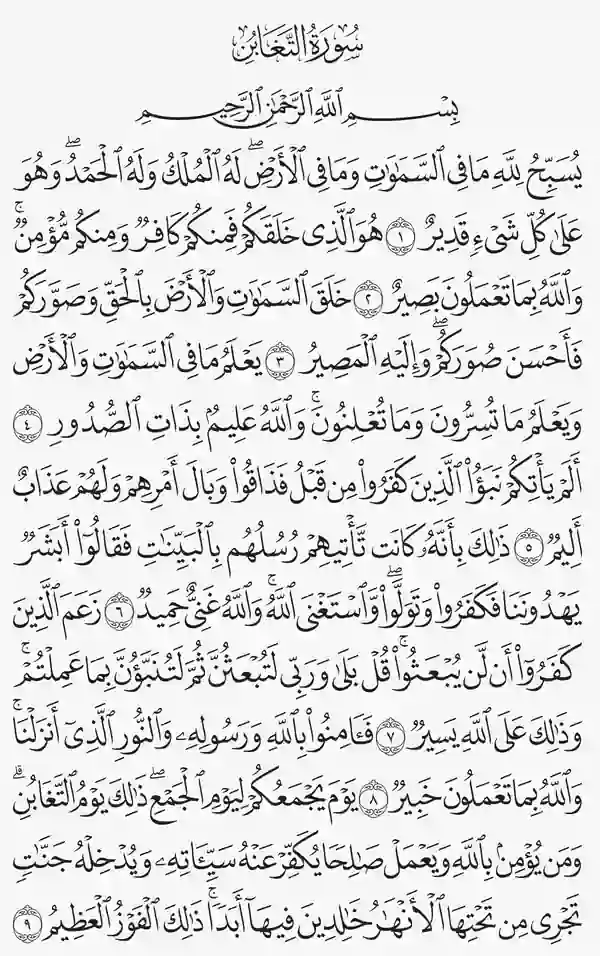 سُورَةُ التَّغَابُنِ
بِسْمِ ٱللَّهِ ٱلرَّحْمَٰنِ ٱلرَّحِيمِ
يُسَبِّحُ لِلَّهِ مَا فِي ٱلسَّمَٰوَٰتِ وَمَا فِي ٱلْأَرْضِۖ لَهُ ٱلْمُلْكُ وَلَهُ ٱلْحَمْدُۖ وَهُوَ
عَلَىٰ كُلِّ شَيْءٖ قَدِيرٌ ١ هُوَ ٱلَّذِي خَلَقَكُمْ فَمِنكُمْ كَافِرٞ وَمِنكُم مُّؤْمِنٞۚ
وَٱللَّهُ بِمَا تَعْمَلُونَ بَصِيرٌ ٢ خَلَقَ ٱلسَّمَٰوَٰتِ وَٱلْأَرْضَ بِٱلْحَقِّ وَصَوَّرَكُمْ
فَأَحْسَنَ صُوَرَكُمْۖ وَإِلَيْهِ ٱلْمَصِيرُ ٣ يَعْلَمُ مَا فِي ٱلسَّمَٰوَٰتِ وَٱلْأَرْضِ
وَيَعْلَمُ مَا تُسِرُّونَ وَمَا تُعْلِنُونَۚ وَٱللَّهُ عَلِيمُۢ بِذَاتِ ٱلصُّدُورِ ٤
أَلَمْ يَأْتِكُمْ نَبَؤُاْ ٱلَّذِينَ كَفَرُواْ مِن قَبْلُ فَذَاقُواْ وَبَالَ أَمْرِهِمْ وَلَهُمْ عَذَابٌ
أَلِيمٞ ٥ ذَٰلِكَ بِأَنَّهُۥ كَانَت تَّأْتِيهِمْ رُسُلُهُم بِٱلْبَيِّنَٰتِ فَقَالُوٓاْ أَبَشَرٞ
يَهْدُونَنَا فَكَفَرُواْ وَتَوَلَّواْۖ وَّٱسْتَغْنَى ٱللَّهُۚ وَٱللَّهُ غَنِيٌّ حَمِيدٞ ٦ زَعَمَ ٱلَّذِينَ
كَفَرُوٓاْ أَن لَّن يُبْعَثُواْۚ قُلْ بَلَىٰ وَرَبِّي لَتُبْعَثُنَّ ثُمَّ لَتُنَبَّؤُنَّ بِمَا عَمِلْتُمْۚ
وَذَٰلِكَ عَلَى ٱللَّهِ يَسِيرٞ ٧ فَـَٔامِنُواْ بِٱللَّهِ وَرَسُولِهِۦ وَٱلنُّورِ ٱلَّذِيٓ أَنزَلْنَاۚ
وَٱللَّهُ بِمَا تَعْمَلُونَ خَبِيرٞ ٨ يَوْمَ يَجْمَعُكُمْ لِيَوْمِ ٱلْجَمْعِۖ ذَٰلِكَ يَوْمُ ٱلتَّغَابُنِۗ
وَمَن يُؤْمِنۢ بِٱللَّهِ وَيَعْمَلْ صَٰلِحٗا يُكَفِّرْ عَنْهُ سَيِّـَٔاتِهِۦ وَيُدْخِلْهُ جَنَّٰتٖ
تَجْرِي مِن تَحْتِهَا ٱلْأَنْهَٰرُ خَٰلِدِينَ فِيهَآ أَبَدٗاۚ ذَٰلِكَ ٱلْفَوْزُ ٱلْعَظِيمُ ٩